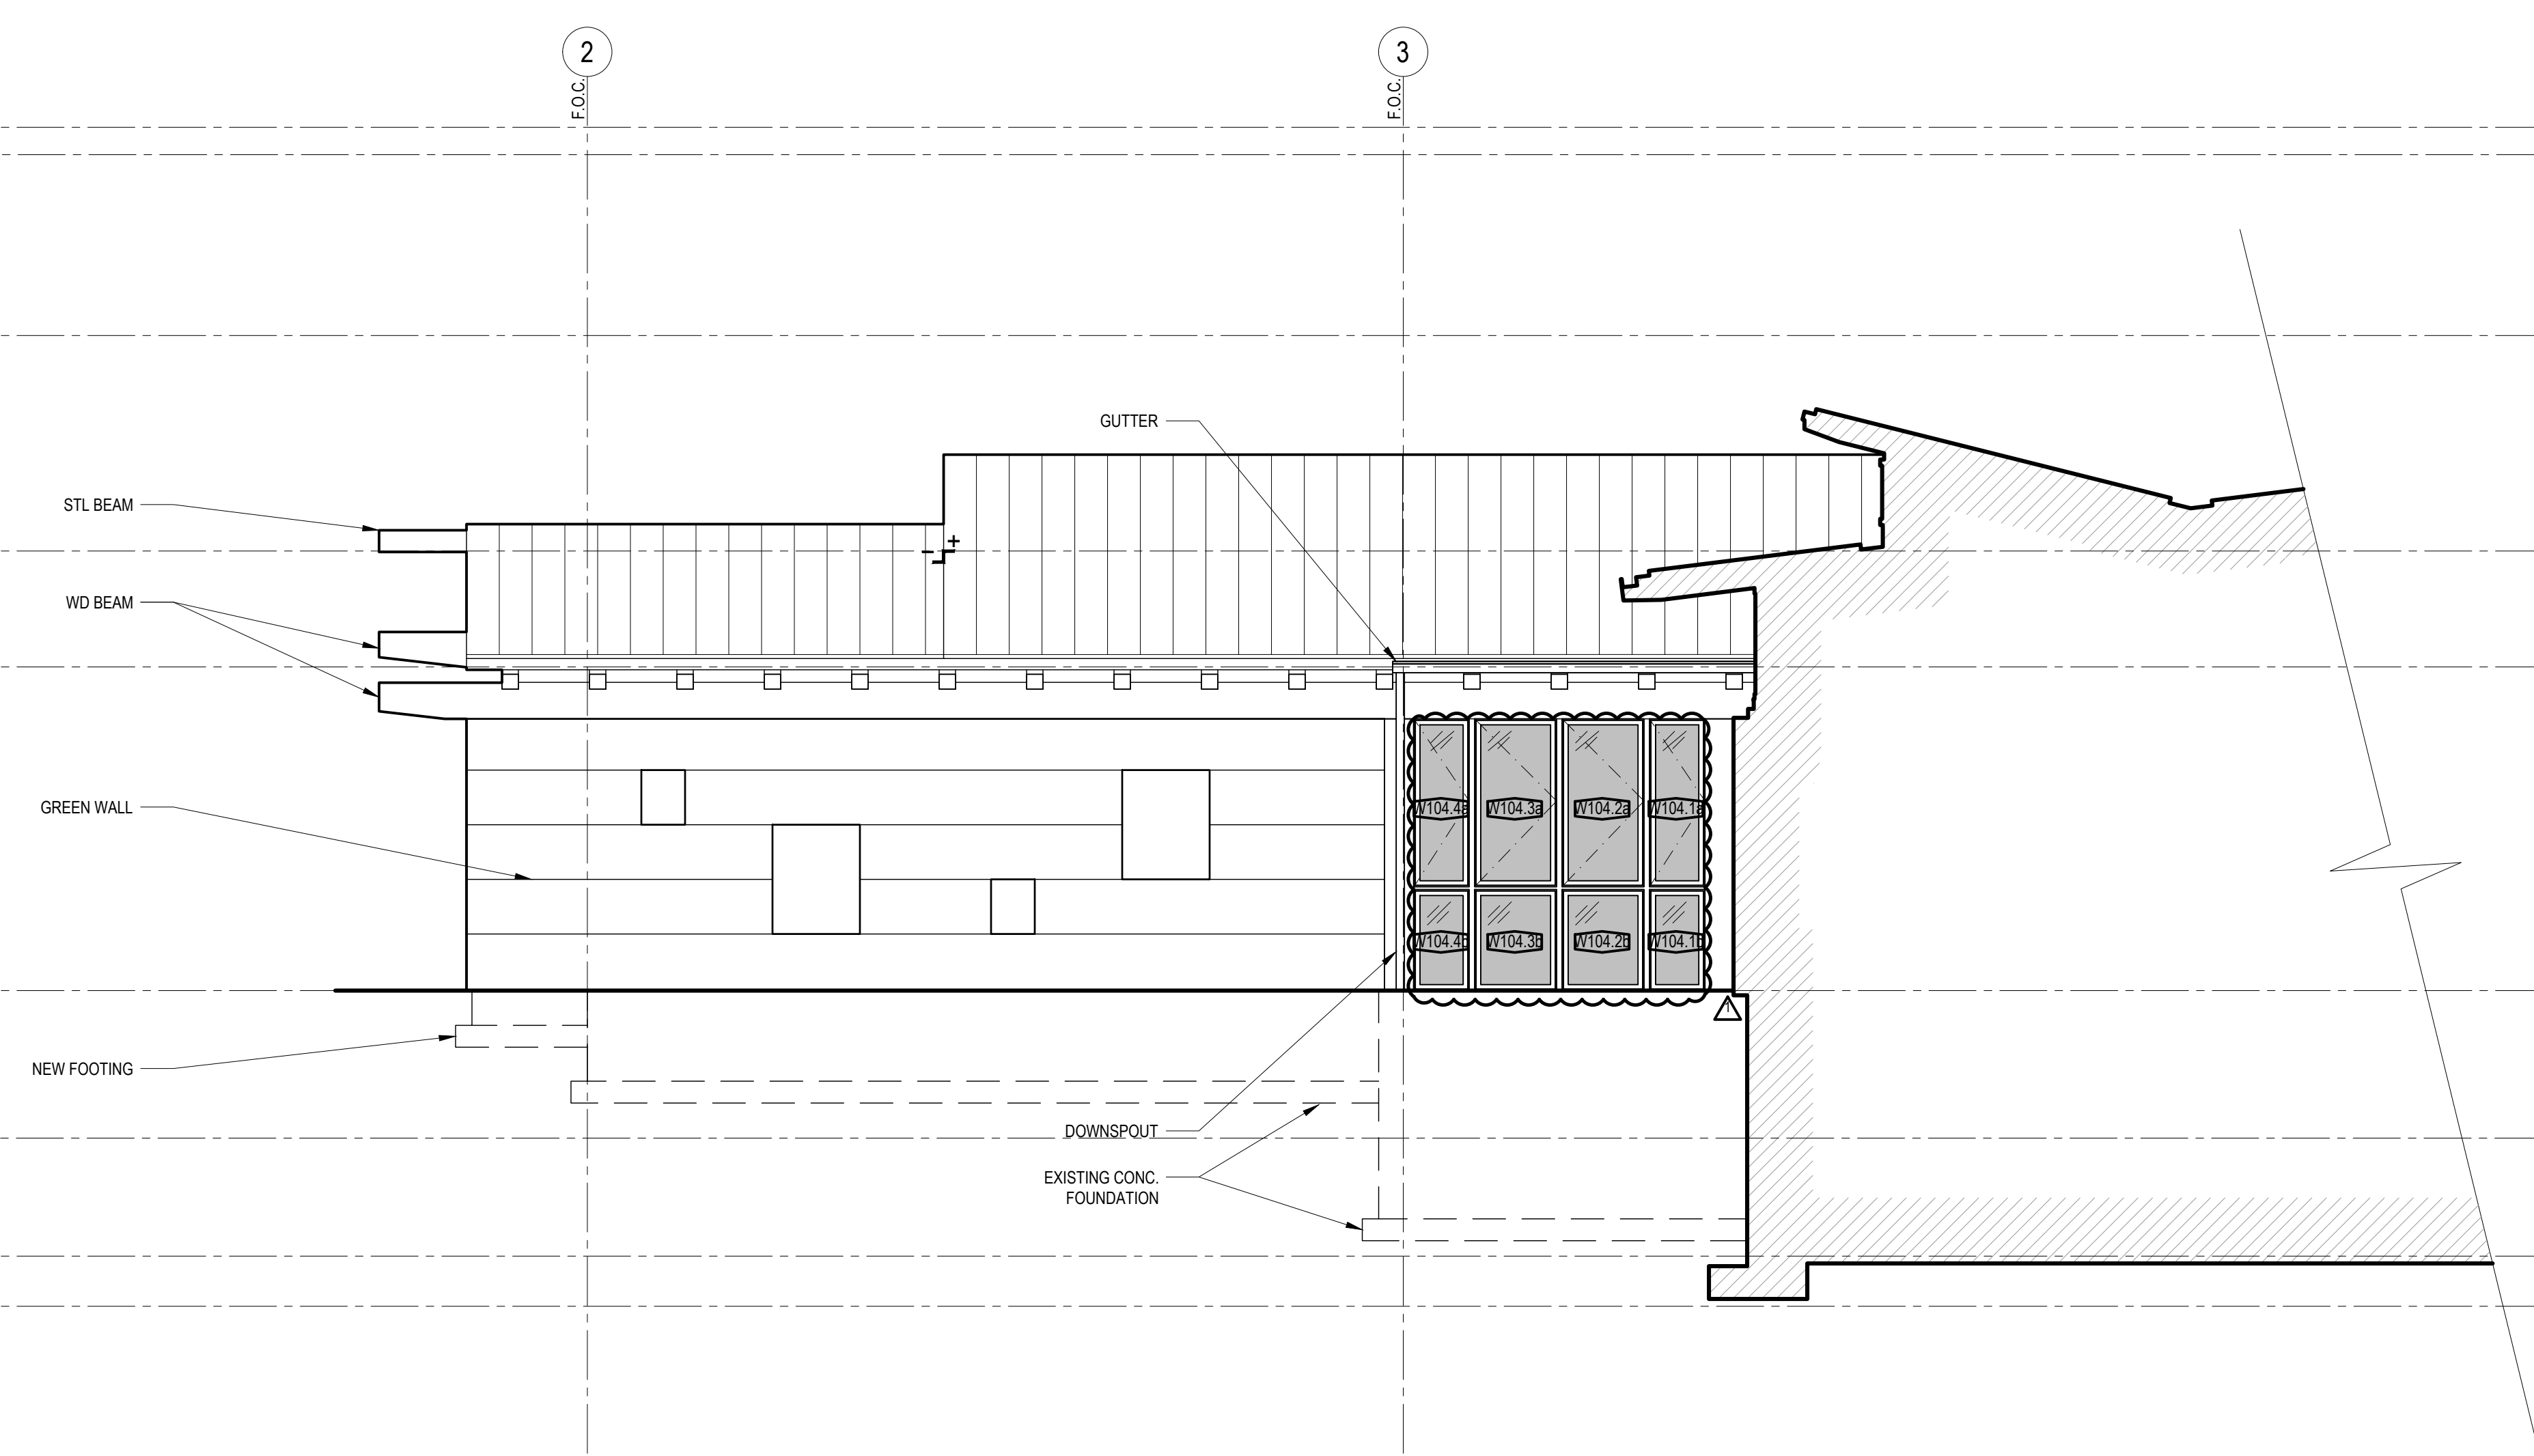 2
3
F.O.C.
F.O.C.
GUTTER
STL BEAM
WD BEAM
GREEN WALL
W104.4a
W104.3a
W104.2a
W104.1a
W104.4b
W104.3b
W104.2b
W104.1b
1
NEW FOOTING
DOWNSPOUT
EXISTING CONC.
FOUNDATION